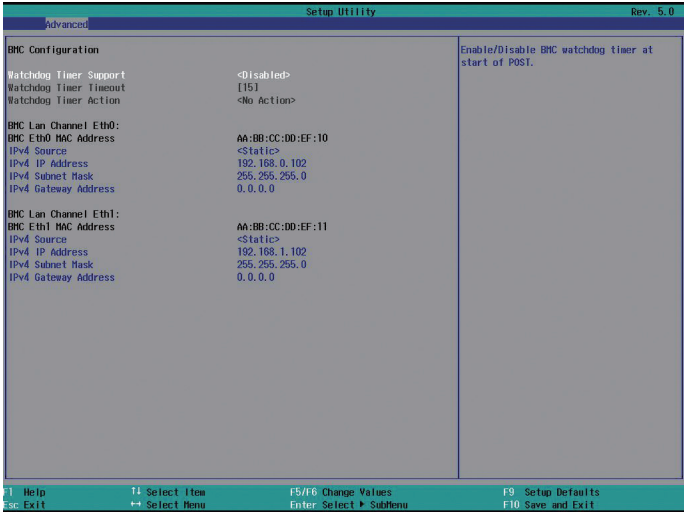 Setup Utility Rev. 5.0
Advanced
BMC Configuration
Watchdog Timer Support <Disabled>
Watchdog Timer Timeout [15]
Watchdog Timer Action <No Action>
BMC Lan Channel Eth0:
BMC Eth0 MAC Address AA:BB:CC:DD:EF:10
IPv4 Source <Static>
IPv4 IP Address 192.168.0.102
IPv4 Subnet Mask 255.255.255.0
IPv4 Gateway Address 0.0.0.0
BMC Lan Channel Eth1:
BMC Eth1 MAC Address AA:BB:CC:DD:EF:11
IPv4 Source <Static>
IPv4 IP Address 192.168.1.102
IPv4 Subnet Mask 255.255.255.0
IPv4 Gateway Address 0.0.0.0
Enable/Disable BMC watchdog timer at
start of POST.
F1 Help ↑↓ Select Item F5/F6 Change Values F9 Setup Defaults
Esc Exit ↔ Select Menu Enter Select ▶ SubMenu F10 Save and Exit